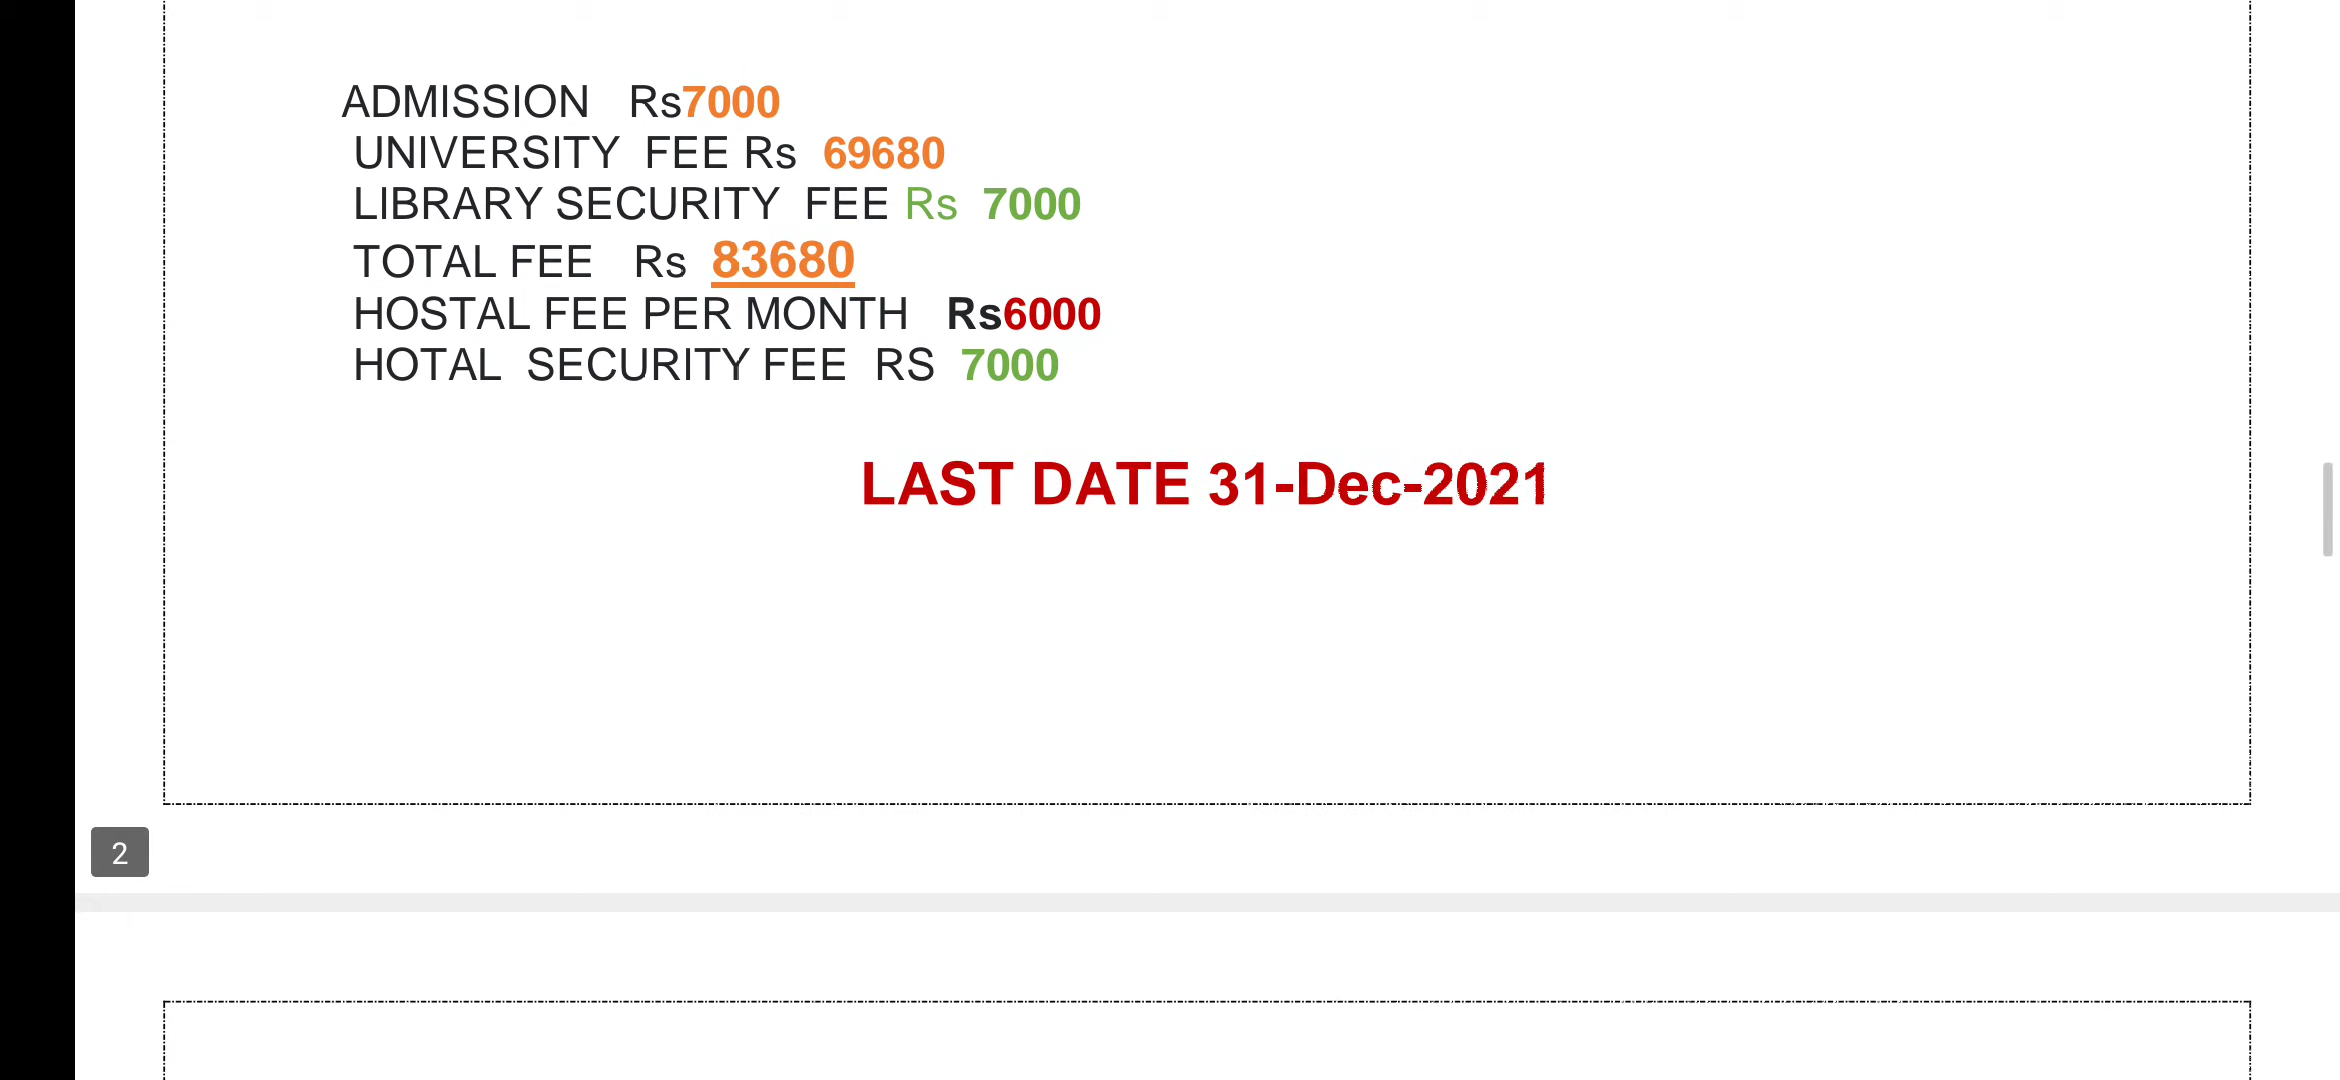 ADMISSION Rs7000
UNIVERSITY FEE Rs 69680
LIBRARY SECURITY FEE Rs 7000
TOTAL FEE Rs 83680
HOSTAL FEE PER MONTH Rs6000
HOTAL SECURITY FEE RS 7000
LAST DATE 31-Dec-2021
2